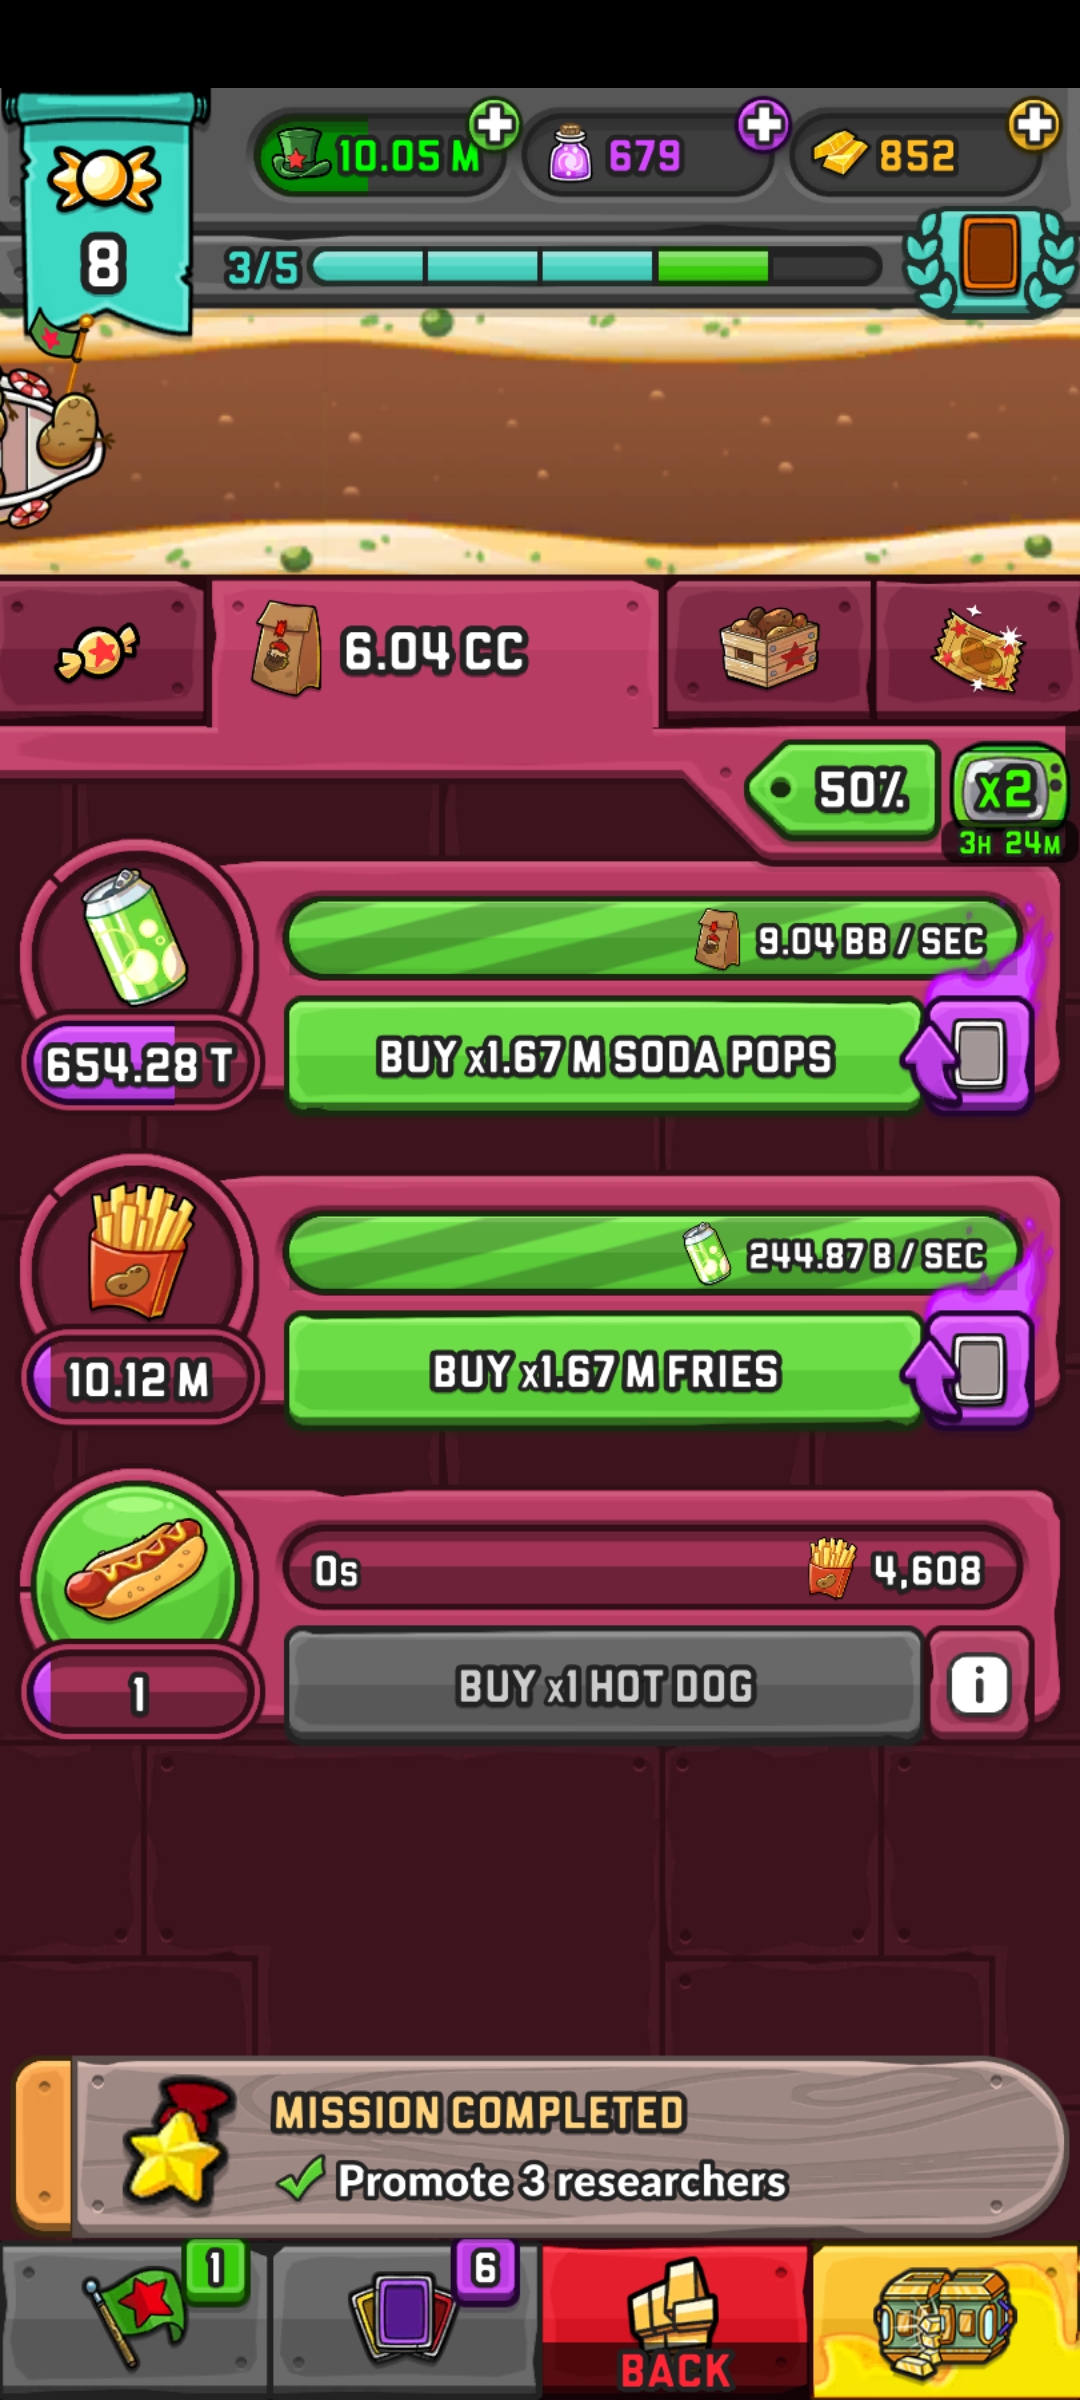 10.05 M
679
852
8
3/5
6.04 CC
50%
x2
3H 24M
9.04 BB / SEC
654.28 T
BUY x1.67 M SODA POPS
244.87 B / SEC
10.12 M
BUY x1.67 M FRIES
0s
4,608
1
BUY x1 HOT DOG
i
MISSION COMPLETED
Promote 3 researchers
1
6
BACK